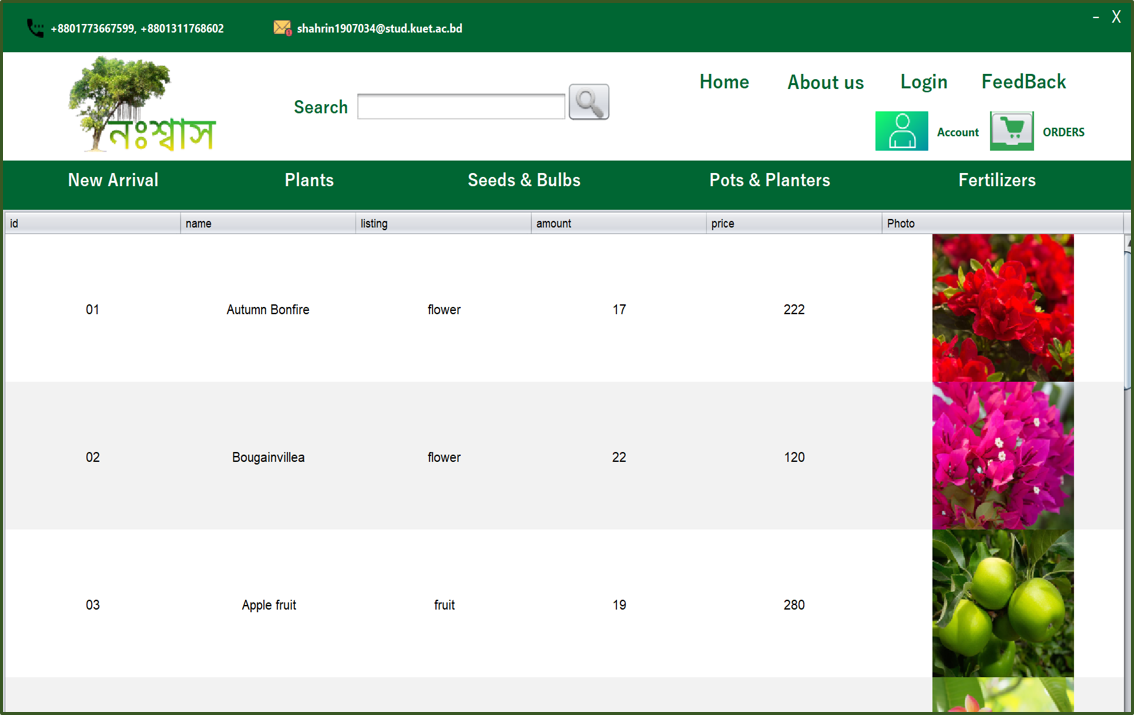 +8801773667599, +8801311768602 shahrin1907034@stud.kuet.ac.bd – X
নঃশ্বাস
Search
Home About us Login FeedBack
Account ORDERS
New Arrival Plants Seeds & Bulbs Pots & Planters Fertilizers
id name listing amount price Photo
01 Autumn Bonfire flower 17 222
02 Bougainvillea flower 22 120
03 Apple fruit fruit 19 280